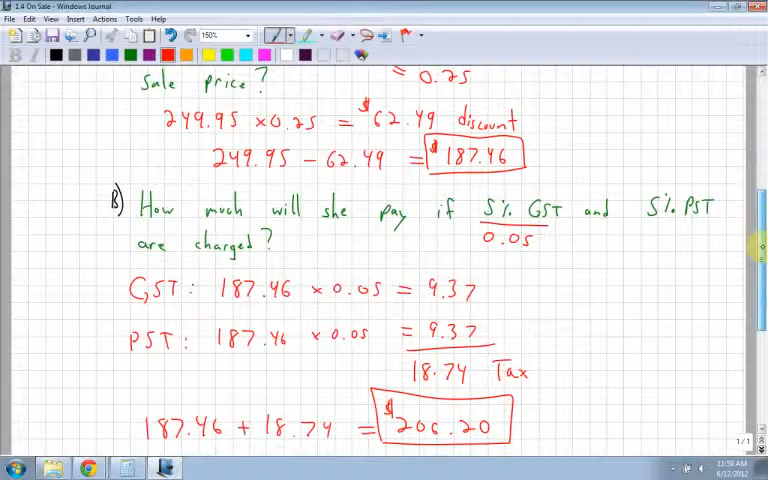 1.4 On Sale - Windows Journal
File Edit View Insert Actions Tools Help
150%
B I
= 0.25
sale price?
249.95 × 0.25 = $62.49 discount
249.95 - 62.49 = $187.46
B) How much will she pay if 5% GST and 5% PST
0.05
are charged?
GST: 187.46 × 0.05 = 9.37
PST: 187.46 × 0.05 = 9.37
18.74 Tax
187.46 + 18.74 = $206.20
1/1
11:59 AM
6/12/2012